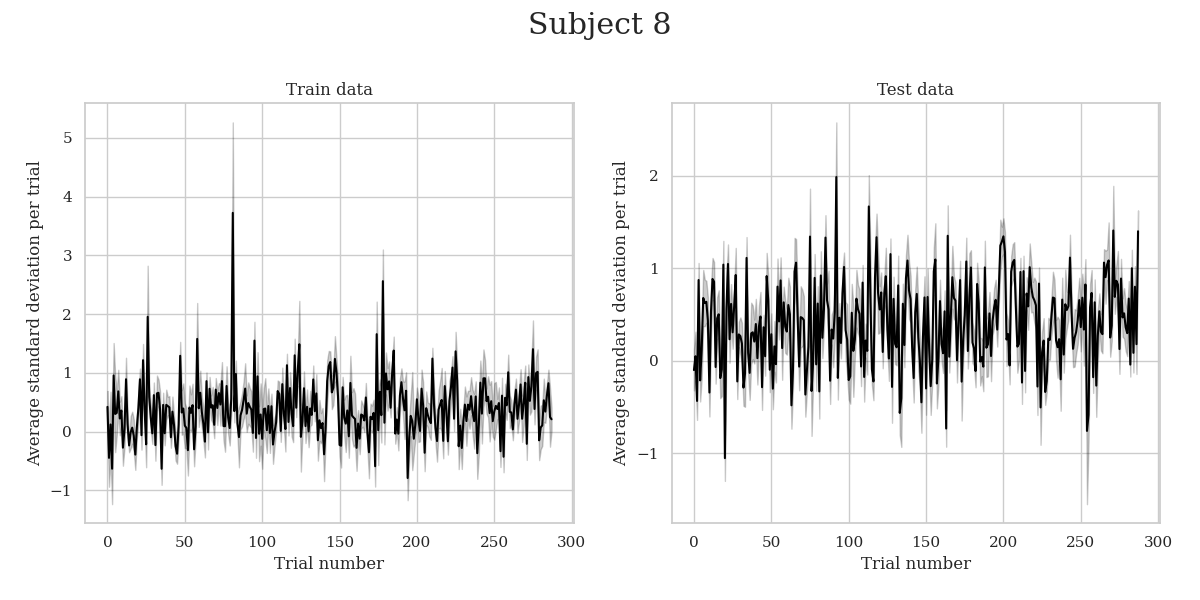 Subject 8
Train data
Average standard deviation per trial
5
4
3
2
1
0
−1
0 50 100 150 200 250 300
Trial number
Test data
Average standard deviation per trial
2
1
0
−1
0 50 100 150 200 250 300
Trial number